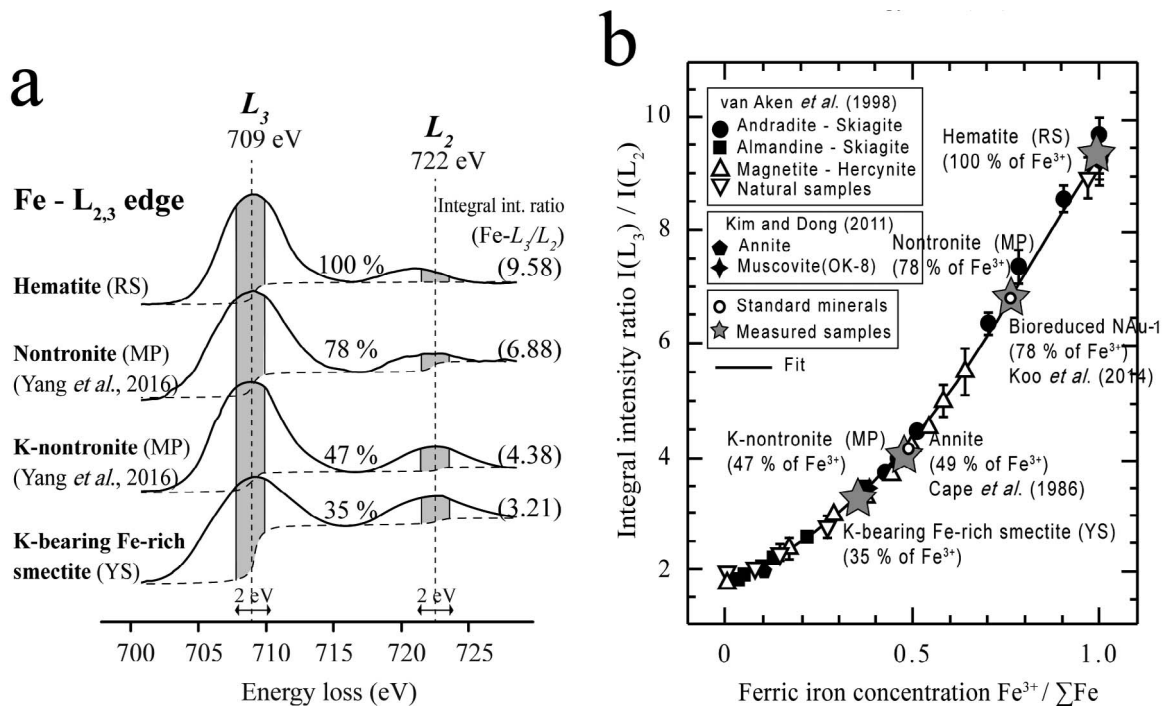 a
L₃
709 eV
L₂
722 eV
Fe - L₂,₃ edge
Integral int. ratio
(Fe-L₃/L₂)
Hematite (RS)
100 %
(9.58)
Nontronite (MP)
(Yang et al., 2016)
78 %
(6.88)
K-nontronite (MP)
(Yang et al., 2016)
47 %
(4.38)
K-bearing Fe-rich
smectite (YS)
35 %
(3.21)
2 eV
2 eV
700 705 710 715 720 725
Energy loss (eV)
b
Integral intensity ratio I(L₃) / I(L₂)
10
8
6
4
2
van Aken et al. (1998)
Andradite - Skiagite
Almandine - Skiagite
Magnetite - Hercynite
Natural samples
Kim and Dong (2011)
Annite
Muscovite(OK-8)
Standard minerals
Measured samples
Fit
Hematite (RS)
(100 % of Fe³⁺)
Nontronite (MP)
(78 % of Fe³⁺)
Bioreduced NAu-1
(78 % of Fe³⁺)
Koo et al. (2014)
K-nontronite (MP)
(47 % of Fe³⁺)
Annite
(49 % of Fe³⁺)
Cape et al. (1986)
K-bearing Fe-rich smectite (YS)
(35 % of Fe³⁺)
0 0.5 1.0
Ferric iron concentration Fe³⁺ / ∑Fe